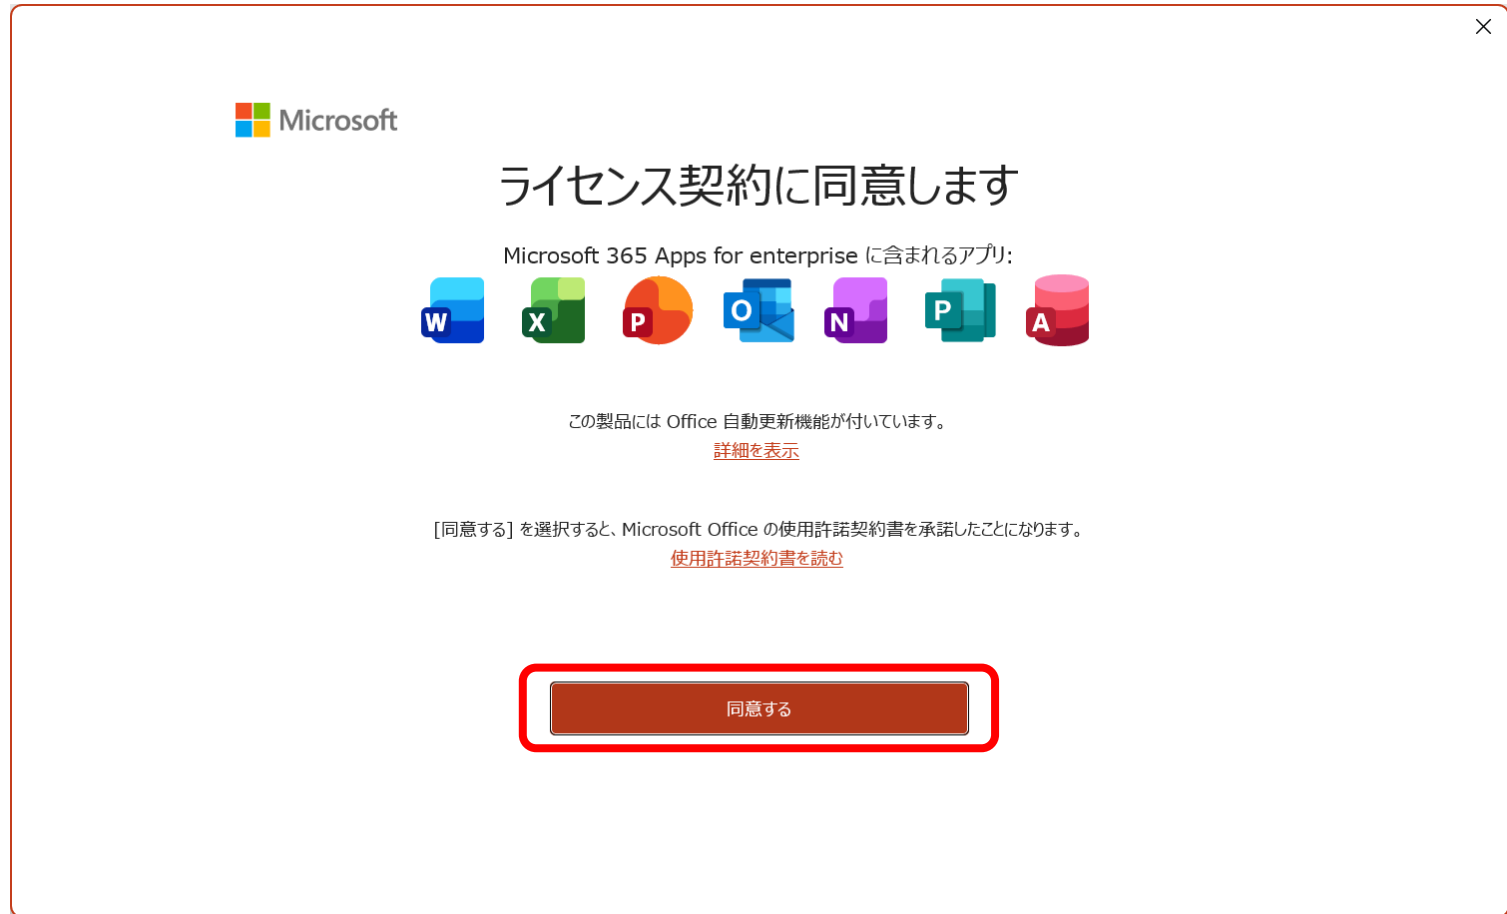 Microsoft
ライセンス契約に同意します
Microsoft 365 Apps for enterprise に含まれるアプリ:
W X P O N P A
この製品には Office 自動更新機能が付いています。
詳細を表示
[同意する] を選択すると、Microsoft Office の使用許諾契約書を承諾したことになります。
使用許諾契約書を読む
同意する